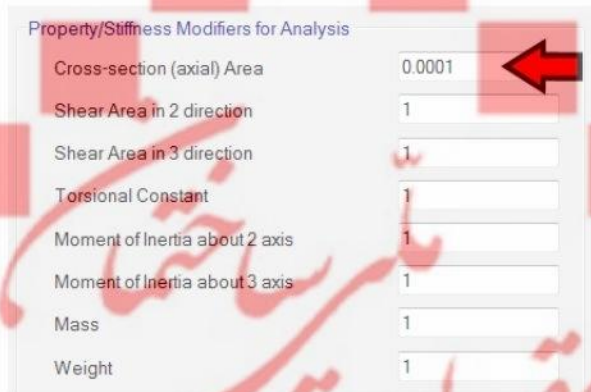 Property/Stiffness Modifiers for Analysis
Cross-section (axial) Area 0.0001
Shear Area in 2 direction 1
Shear Area in 3 direction 1
Torsional Constant 1
Moment of Inertia about 2 axis 1
Moment of Inertia about 3 axis 1
Mass 1
Weight 1